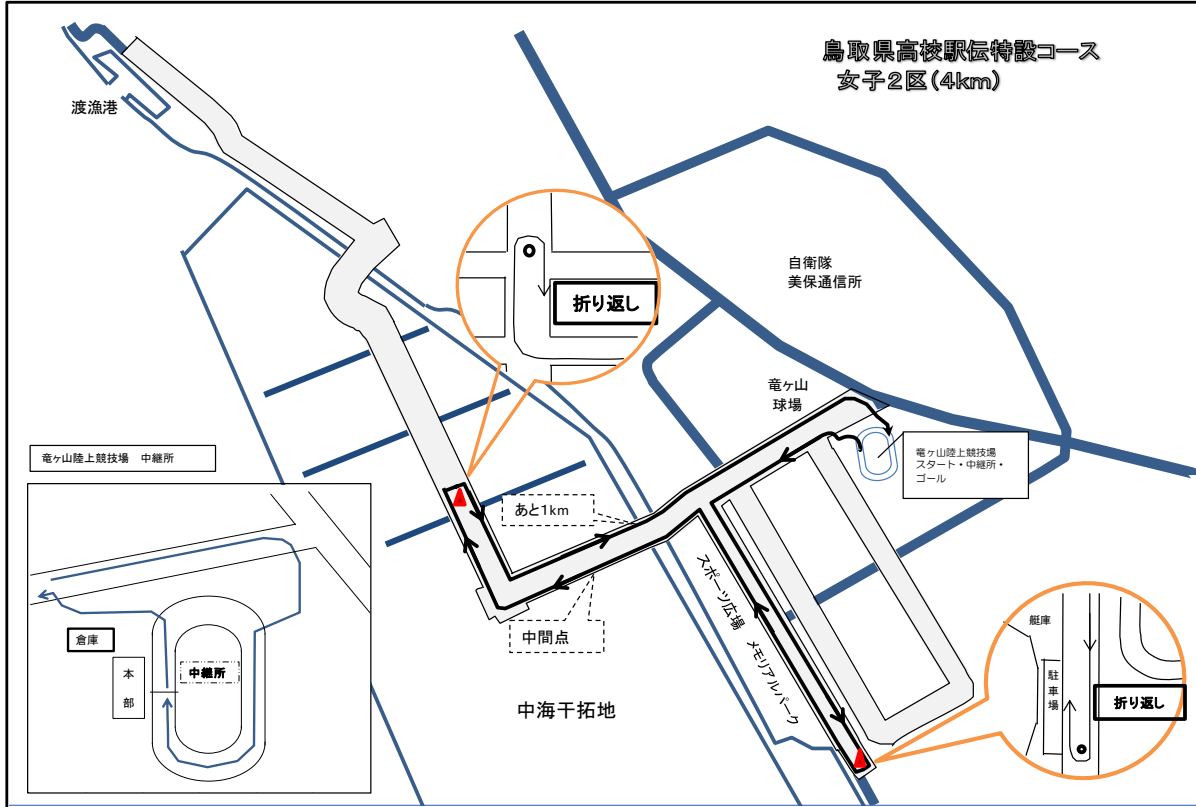 鳥取県高校駅伝特設コース
女子2区(4km)
渡漁港
自衛隊
美保通信所
折り返し
竜ヶ山
球場
竜ヶ山陸上競技場
スタート・中継所・
ゴール
竜ヶ山陸上競技場 中継所
あと1km
中間点
スポーツ広場 メモリアルパーク
中海干拓地
倉庫
本部
中継所
艇庫
駐車場
折り返し